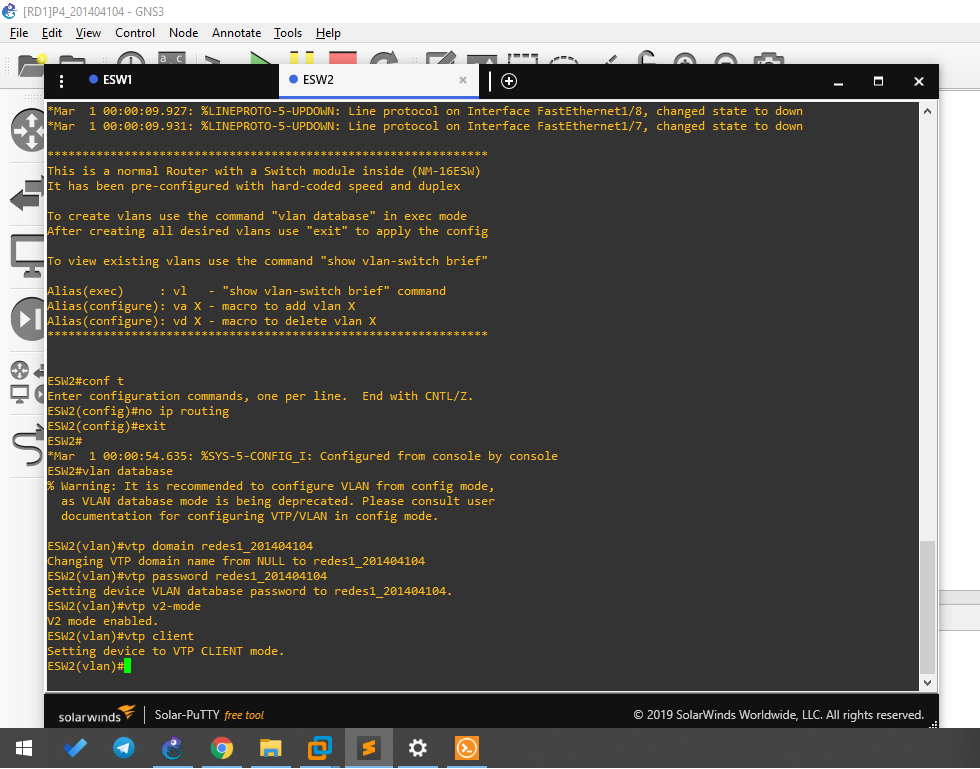 [RD1]P4_201404104 - GNS3
File Edit View Control Node Annotate Tools Help
ESW1
ESW2
*Mar  1 00:00:09.927: %LINEPROTO-5-UPDOWN: Line protocol on Interface FastEthernet1/8, changed state to down
*Mar  1 00:00:09.931: %LINEPROTO-5-UPDOWN: Line protocol on Interface FastEthernet1/7, changed state to down
***************************************************************
This is a normal Router with a Switch module inside (NM-16ESW)
It has been pre-configured with hard-coded speed and duplex
To create vlans use the command "vlan database" in exec mode
After creating all desired vlans use "exit" to apply the config
To view existing vlans use the command "show vlan-switch brief"
Alias(exec)     : vl   - "show vlan-switch brief" command
Alias(configure): va X - macro to add vlan X
Alias(configure): vd X - macro to delete vlan X
***************************************************************
ESW2#conf t
Enter configuration commands, one per line.  End with CNTL/Z.
ESW2(config)#no ip routing
ESW2(config)#exit
ESW2#
*Mar  1 00:00:54.635: %SYS-5-CONFIG_I: Configured from console by console
ESW2#vlan database
% Warning: It is recommended to configure VLAN from config mode,
as VLAN database mode is being deprecated. Please consult user
documentation for configuring VTP/VLAN in config mode.
ESW2(vlan)#vtp domain redes1_201404104
Changing VTP domain name from NULL to redes1_201404104
ESW2(vlan)#vtp password redes1_201404104
Setting device VLAN database password to redes1_201404104.
ESW2(vlan)#vtp v2-mode
V2 mode enabled.
ESW2(vlan)#vtp client
Setting device to VTP CLIENT mode.
ESW2(vlan)#
solarwinds Solar-PuTTY free tool
© 2019 SolarWinds Worldwide, LLC. All rights reserved.